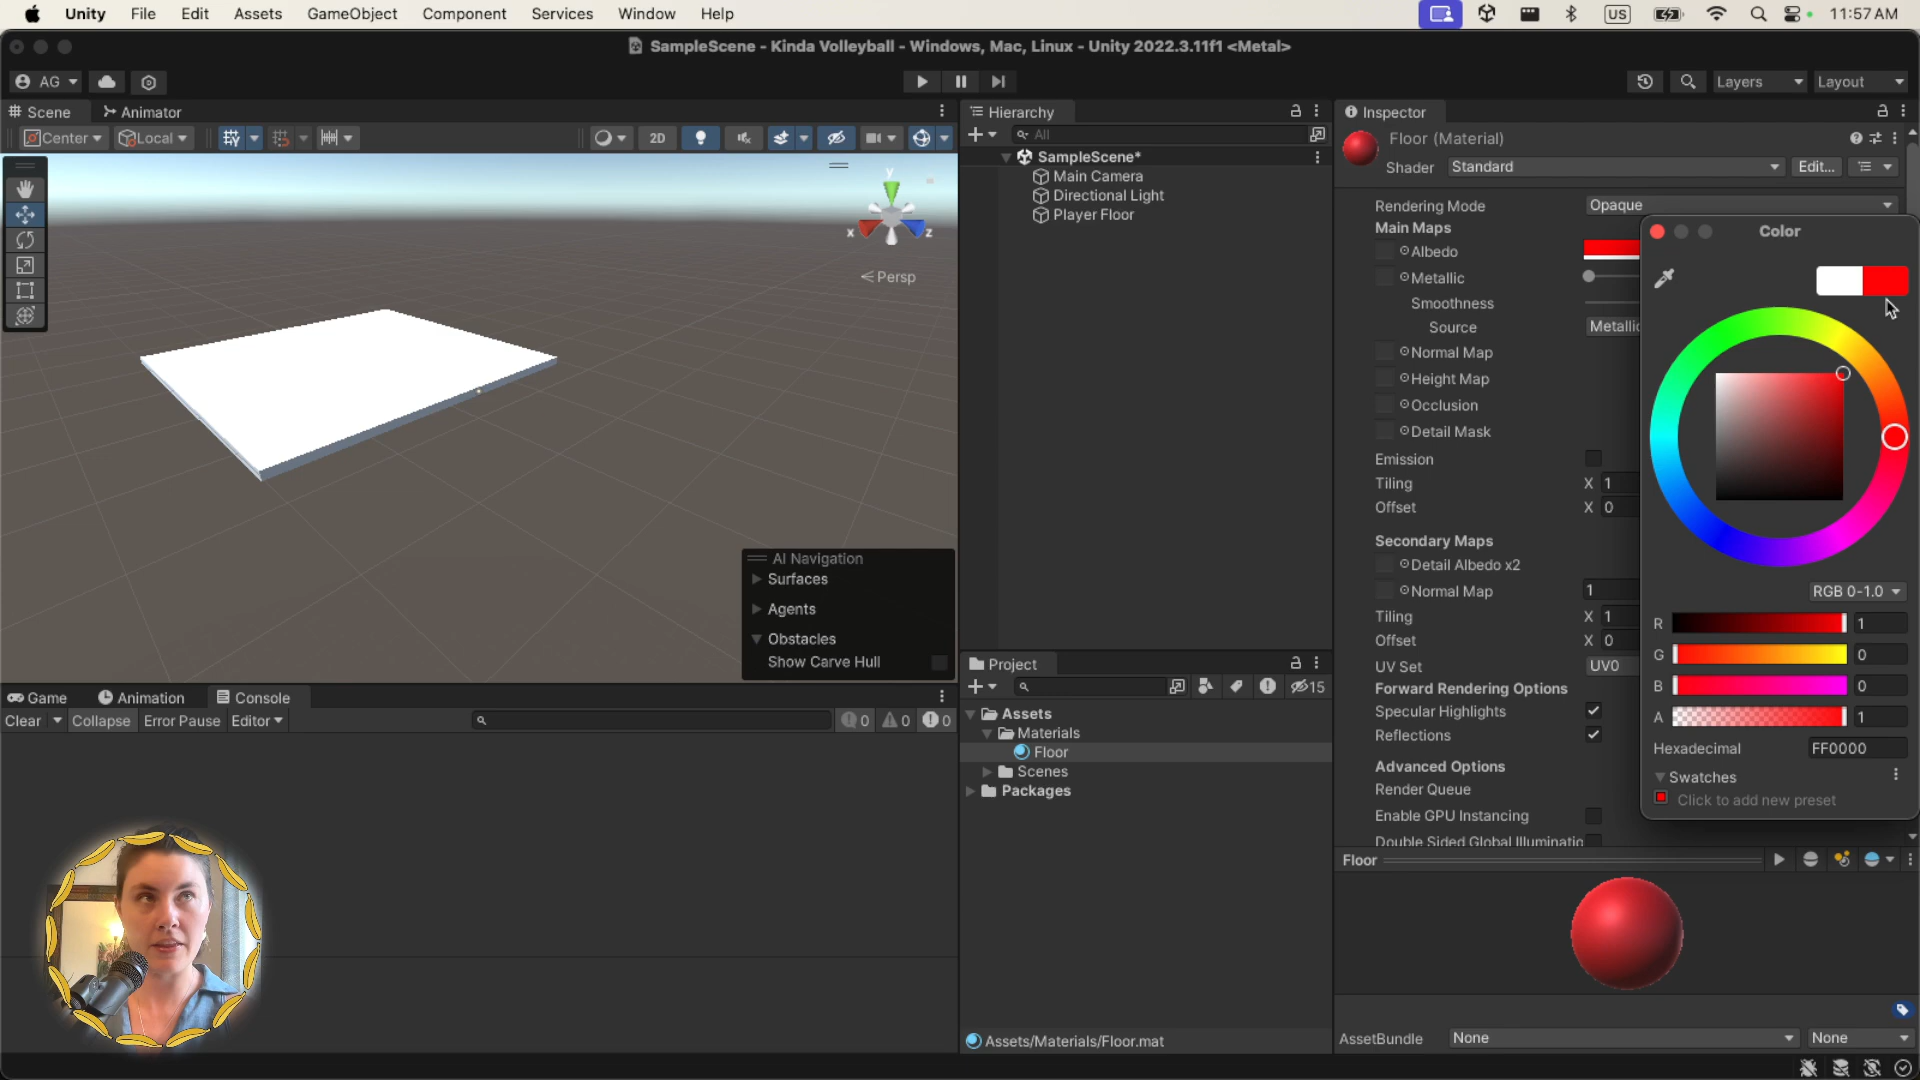 Unity File Edit Assets GameObject Component Services Window Help US 11:57 AM
SampleScene - Kinda Volleyball - Windows, Mac, Linux - Unity 2022.3.11f1 <Metal>
AG Layers Layout
Scene Animator
Center Local 2D
y
x z
Persp
AI Navigation
Surfaces
Agents
Obstacles
Show Carve Hull
Game Animation Console
Clear Collapse Error Pause Editor 0 0 0
Hierarchy
All
SampleScene*
Main Camera
Directional Light
Player Floor
Project
15
Assets
Materials
Floor
Scenes
Packages
Assets/Materials/Floor.mat
Inspector
Floor (Material)
Shader Standard Edit...
Rendering Mode Opaque
Main Maps
Albedo
Metallic
Smoothness
Source Metallic
Normal Map
Height Map
Occlusion
Detail Mask
Emission
Tiling X 1
Offset X 0
Secondary Maps
Detail Albedo x2
Normal Map 1
Tiling X 1
Offset X 0
UV Set UV0
Forward Rendering Options
Specular Highlights
Reflections
Advanced Options
Render Queue
Enable GPU Instancing
Double Sided Global Illuminatio
Color
RGB 0-1.0
R 1
G 0
B 0
A 1
Hexadecimal FF0000
Swatches
Click to add new preset
Floor
AssetBundle None None